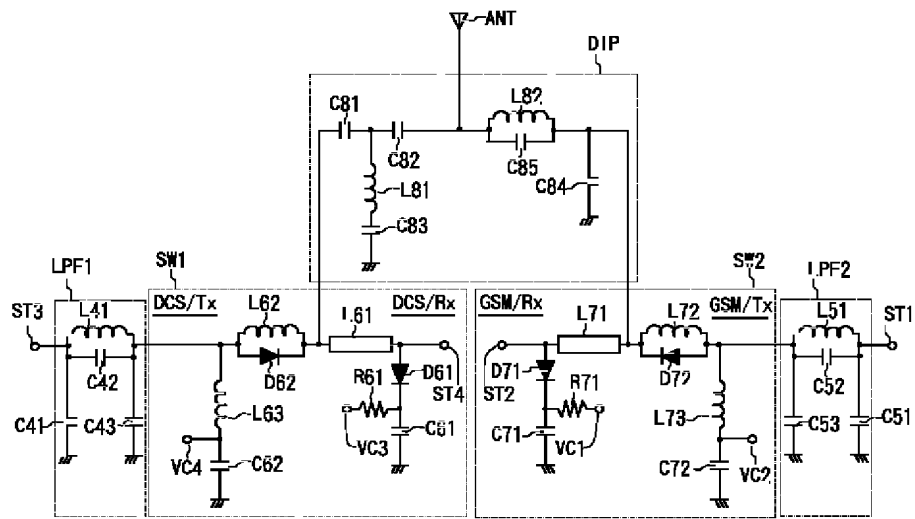 ANT
DIP
L82
C81
C82
C85
C84
L81
C83
LPF1
SW1
SW2
LPF2
ST3
L41
DCS/Tx
L62
DCS/Rx
L61
GSM/Rx
L71
L72
GSM/Tx
L51
ST1
C42
D62
R61
D61
ST4
ST2
D71
R71
D72
C52
C41
C43
L63
VC3
C61
C71
VC1
L73
C53
C51
VC4
C62
C72
VC2